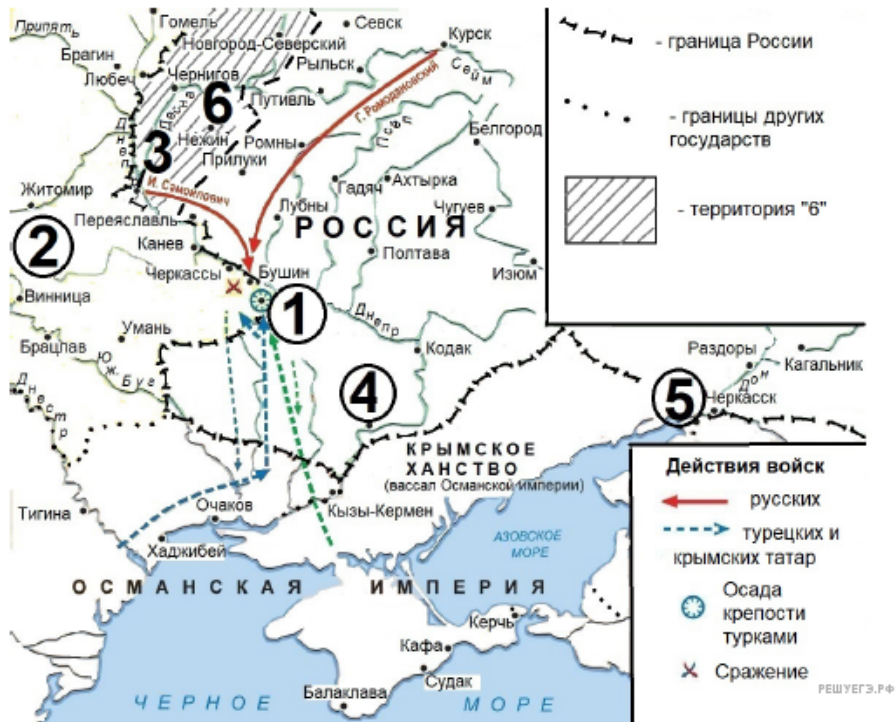 Гомель
Севск
Припять
Новгород-Северский
Курск
Брагин
Рыльск
Сейм
Любеч
Чернигов
Путивль
Г. Ромодановский
Десна
6
Днепр
Нежин
Ромны
Псел
Белгород
3
Прилуки
Житомир
И. Самойлович
Гадяч
Ахтырка
Чугуев
Переяславль
Лубны
РОССИЯ
2
Канев
Полтава
Черкассы
Бушин
Изюм
Винница
1
Умань
Днепр
Брацлав
Кодак
Раздоры
Кагальник
Юж. Буг
Дон
Днестр
4
5
Черкасск
КРЫМСКОЕ
ХАНСТВО
(вассал Османской империи)
Тигина
Очаков
Кызы-Кермен
Хаджибей
АЗОВСКОЕ
МОРЕ
ОСМАНСКАЯ ИМПЕРИЯ
Керчь
Кафа
Судак
Балаклава
ЧЕРНОЕ МОРЕ
- граница России
- границы других
государств
- территория "6"
Действия войск
русских
турецких и
крымских татар
Осада
крепости
турками
Сражение
РЕШУЕГЭ.РФ